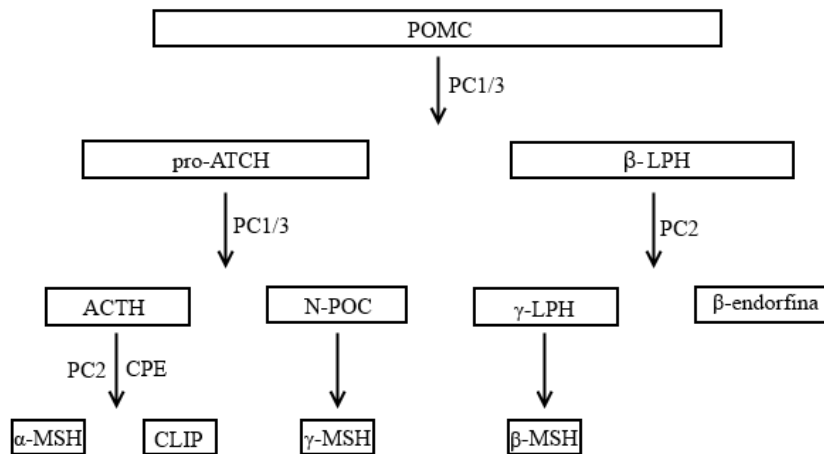 POMC
PC1/3
pro-ATCH
β-LPH
PC1/3
PC2
ACTH
N-POC
γ-LPH
β-endorfina
PC2
CPE
α-MSH
CLIP
γ-MSH
β-MSH